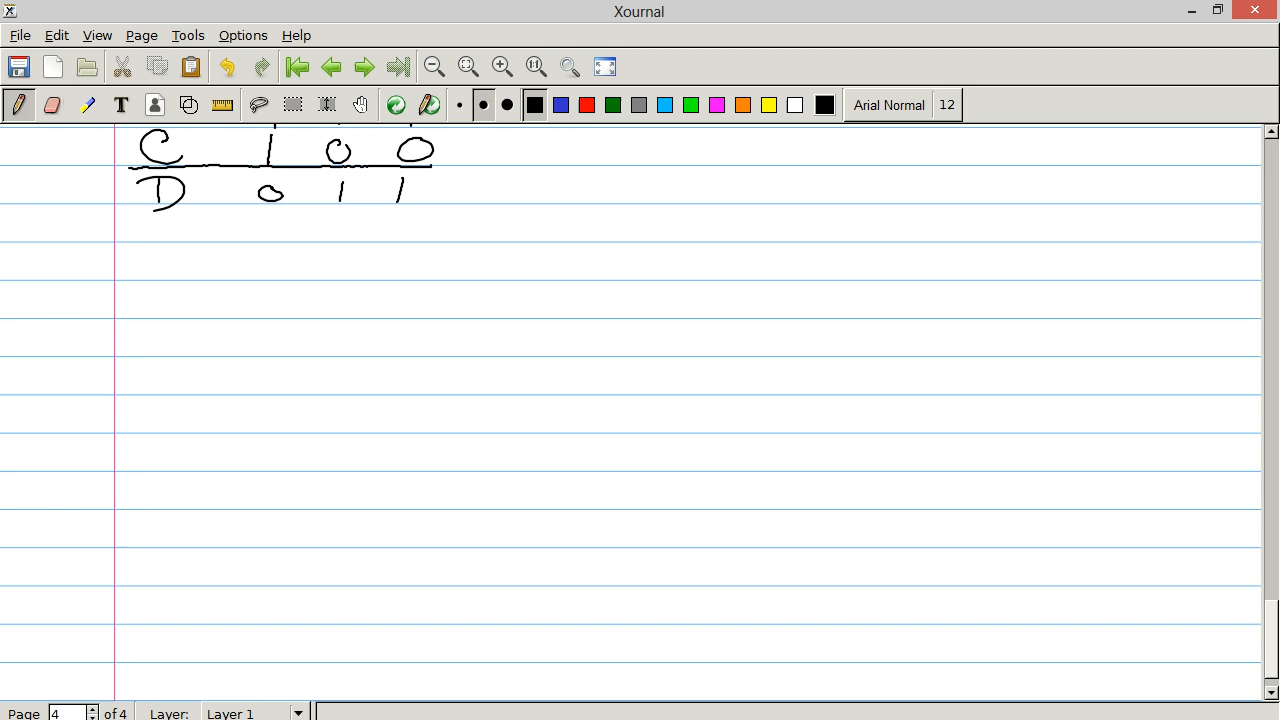 Xournal
File Edit View Page Tools Options Help
Arial Normal 12
C 1 0 0
D 0 1 1
Page 4 of 4 Layer: Layer 1